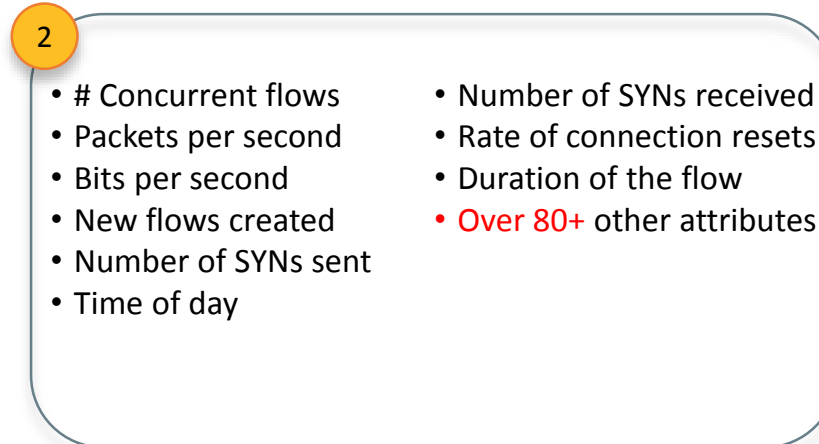 2
• # Concurrent flows
• Packets per second
• Bits per second
• New flows created
• Number of SYNs sent
• Time of day
• Number of SYNs received
• Rate of connection resets
• Duration of the flow
• Over 80+ other attributes